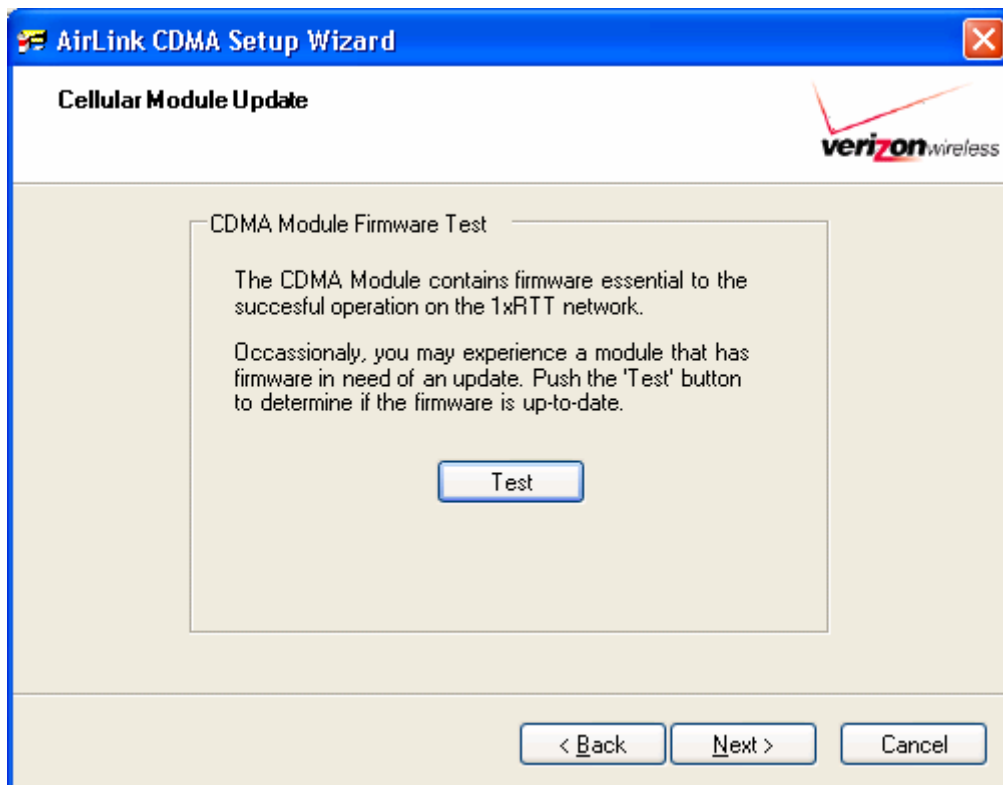 AirLink CDMA Setup Wizard
Cellular Module Update
verizonwireless
CDMA Module Firmware Test
The CDMA Module contains firmware essential to the
succesful operation on the 1xRTT network.
Occassionaly, you may experience a module that has
firmware in need of an update. Push the 'Test' button
to determine if the firmware is up-to-date.
Test
< Back
Next >
Cancel